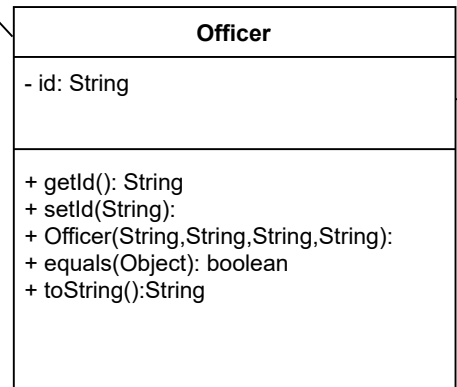 Officer
- id: String
+ getId(): String
+ setId(String):
+ Officer(String,String,String,String):
+ equals(Object): boolean
+ toString():String